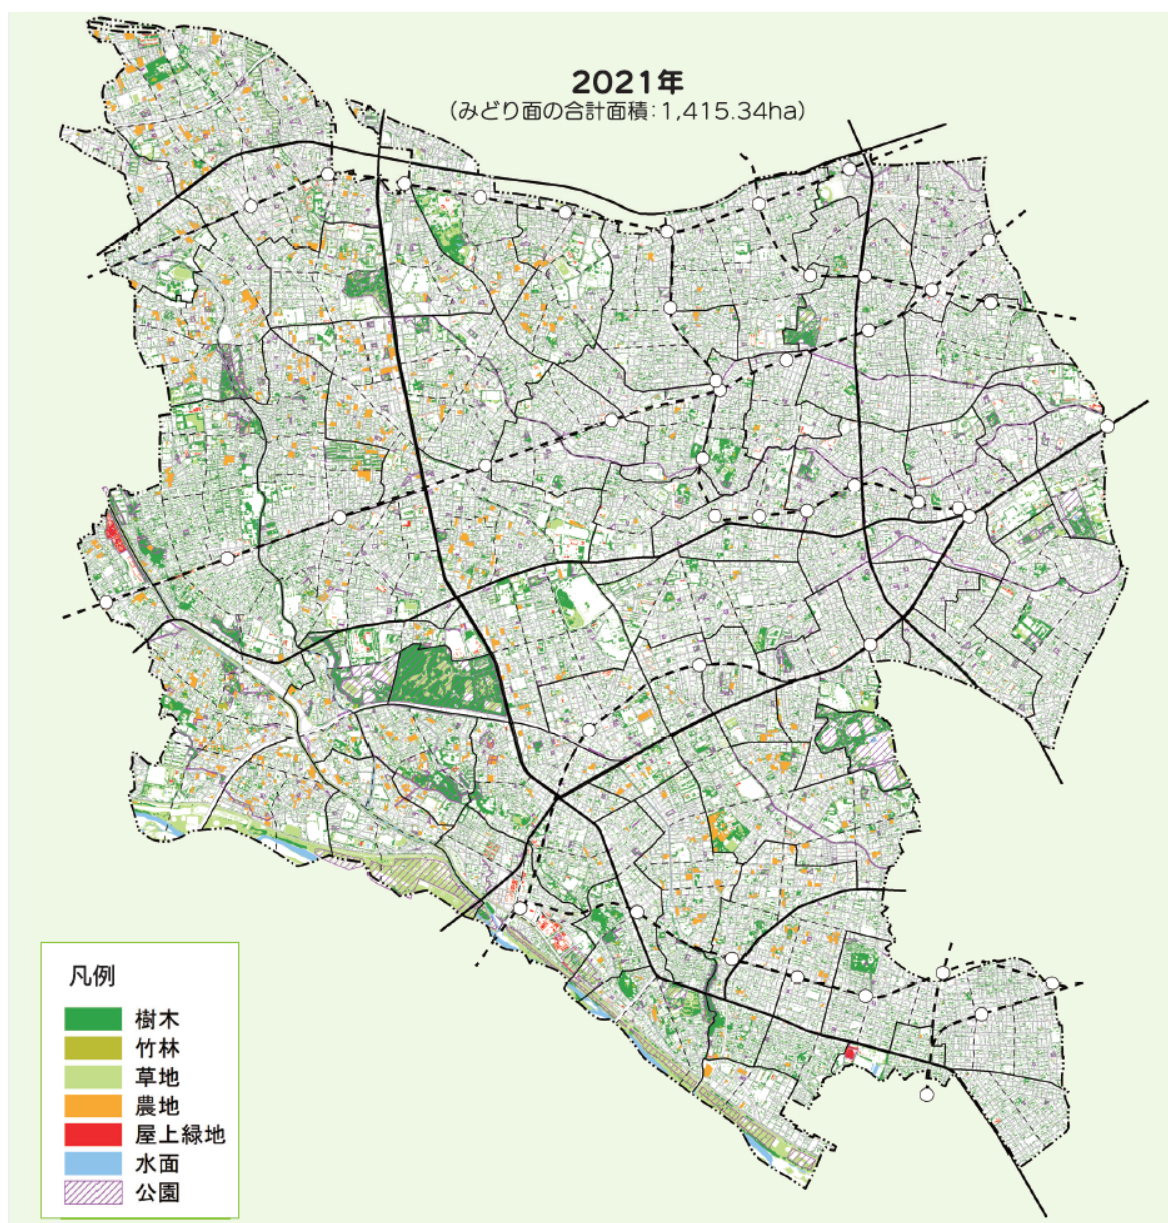 2021年
(みどり面の合計面積:1,415.34ha)
凡例
樹木
竹林
草地
農地
屋上緑地
水面
公園